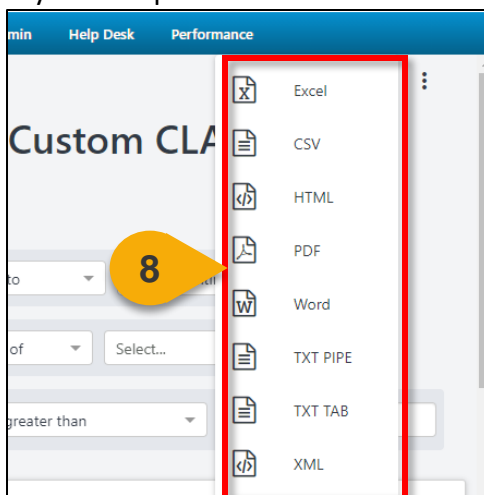 min Help Desk Performance
Excel
Custom CLA
CSV
HTML
PDF
8
to
Word
of Select...
TXT PIPE
TXT TAB
greater than
XML